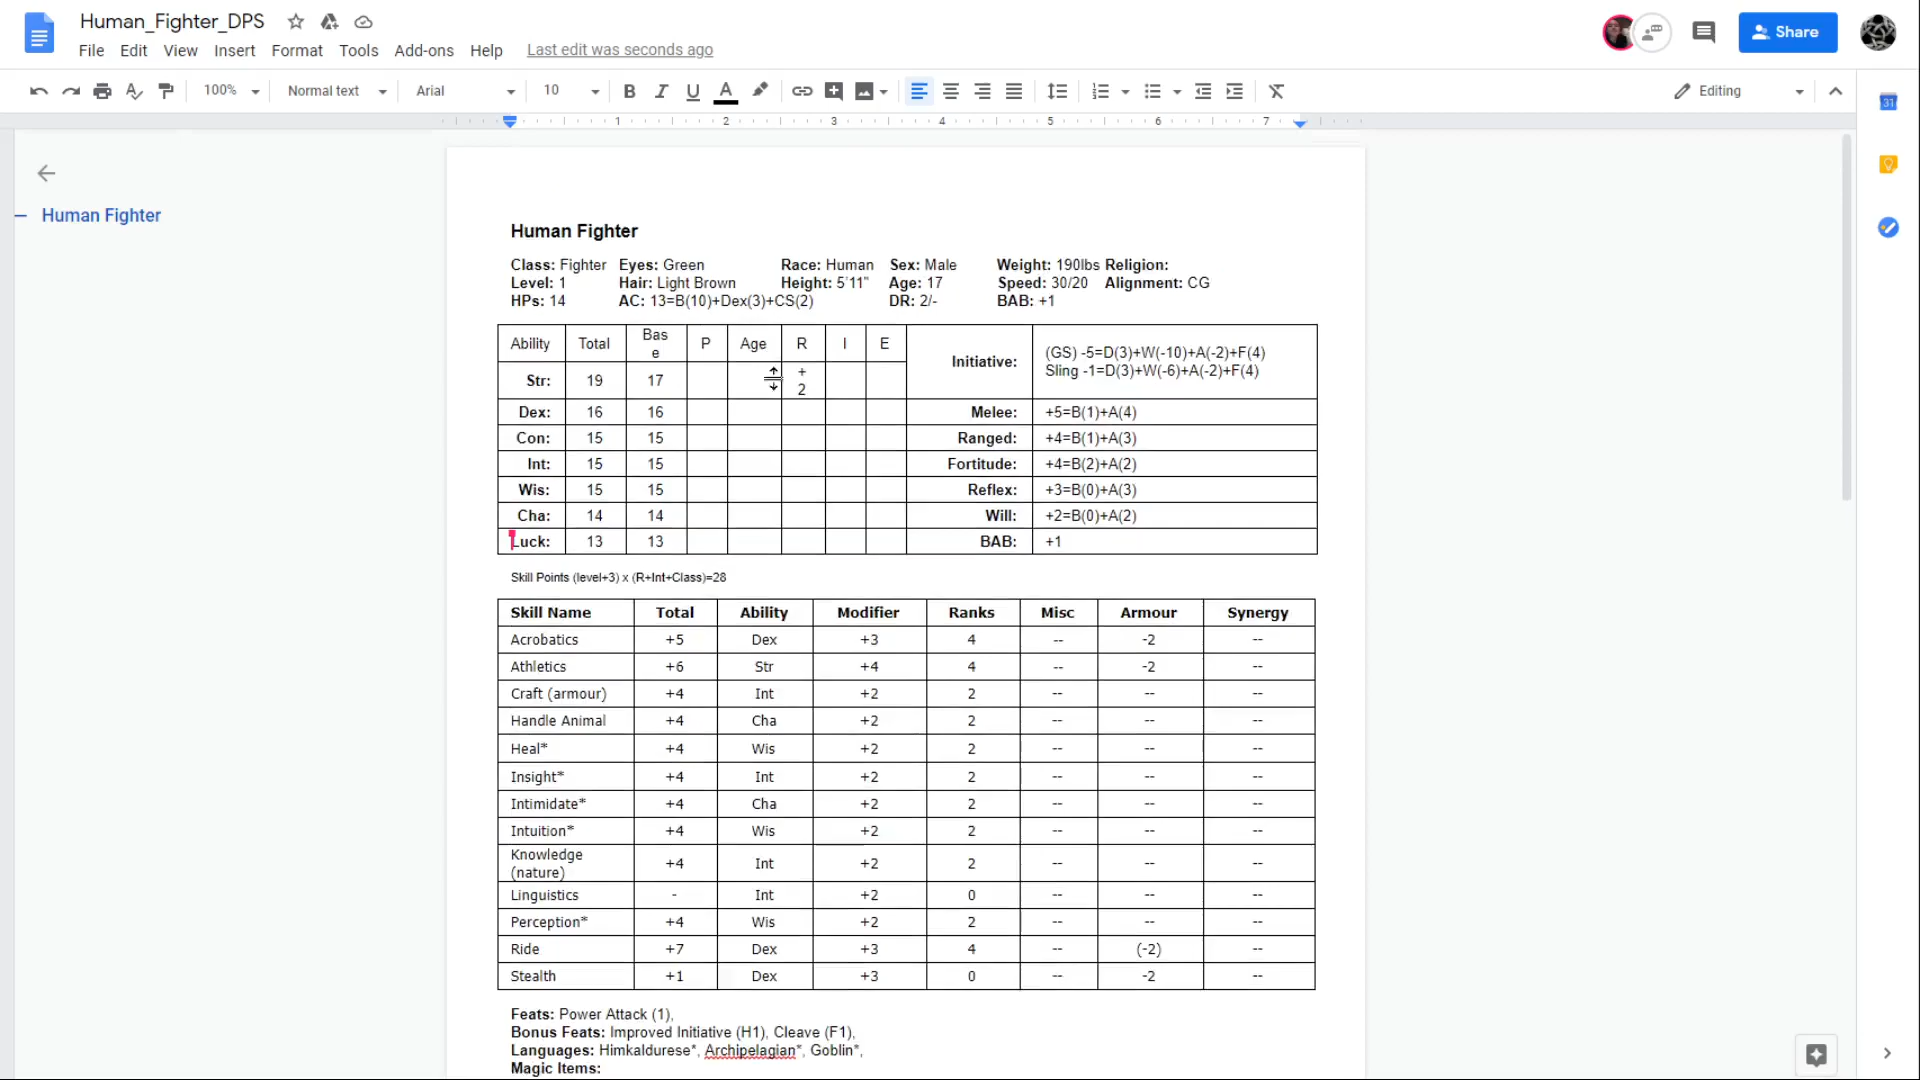 Human_Fighter_DPS
File Edit View Insert Format Tools Add-ons Help Last edit was seconds ago
Share
100% Normal text Arial 10 B I U A Editing
1 2 3 4 5 6 7
31
Human Fighter
Human Fighter
Class: Fighter Eyes: Green Race: Human Sex: Male Weight: 190lbs Religion:
Level: 1 Hair: Light Brown Height: 5'11" Age: 17 Speed: 30/20 Alignment: CG
HPs: 14 AC: 13=B(10)+Dex(3)+CS(2) DR: 2/- BAB: +1
Ability Total Bas
e P Age R I E Initiative: (GS) -5=D(3)+W(-10)+A(-2)+F(4)
Sling -1=D(3)+W(-6)+A(-2)+F(4)
Str: 19 17 +
2
Dex: 16 16 Melee: +5=B(1)+A(4)
Con: 15 15 Ranged: +4=B(1)+A(3)
Int: 15 15 Fortitude: +4=B(2)+A(2)
Wis: 15 15 Reflex: +3=B(0)+A(3)
Cha: 14 14 Will: +2=B(0)+A(2)
Luck: 13 13 BAB: +1
Skill Points (level+3) x (R+Int+Class)=28
Skill Name Total Ability Modifier Ranks Misc Armour Synergy
Acrobatics +5 Dex +3 4 -- -2 --
Athletics +6 Str +4 4 -- -2 --
Craft (armour) +4 Int +2 2 -- -- --
Handle Animal +4 Cha +2 2 -- -- --
Heal* +4 Wis +2 2 -- -- --
Insight* +4 Int +2 2 -- -- --
Intimidate* +4 Cha +2 2 -- -- --
Intuition* +4 Wis +2 2 -- -- --
Knowledge
(nature) +4 Int +2 2 -- -- --
Linguistics - Int +2 0 -- -- --
Perception* +4 Wis +2 2 -- -- --
Ride +7 Dex +3 4 -- (-2) --
Stealth +1 Dex +3 0 -- -2 --
Feats: Power Attack (1),
Bonus Feats: Improved Initiative (H1), Cleave (F1),
Languages: Himkaldurese*, Archipelagian*, Goblin*,
Magic Items: